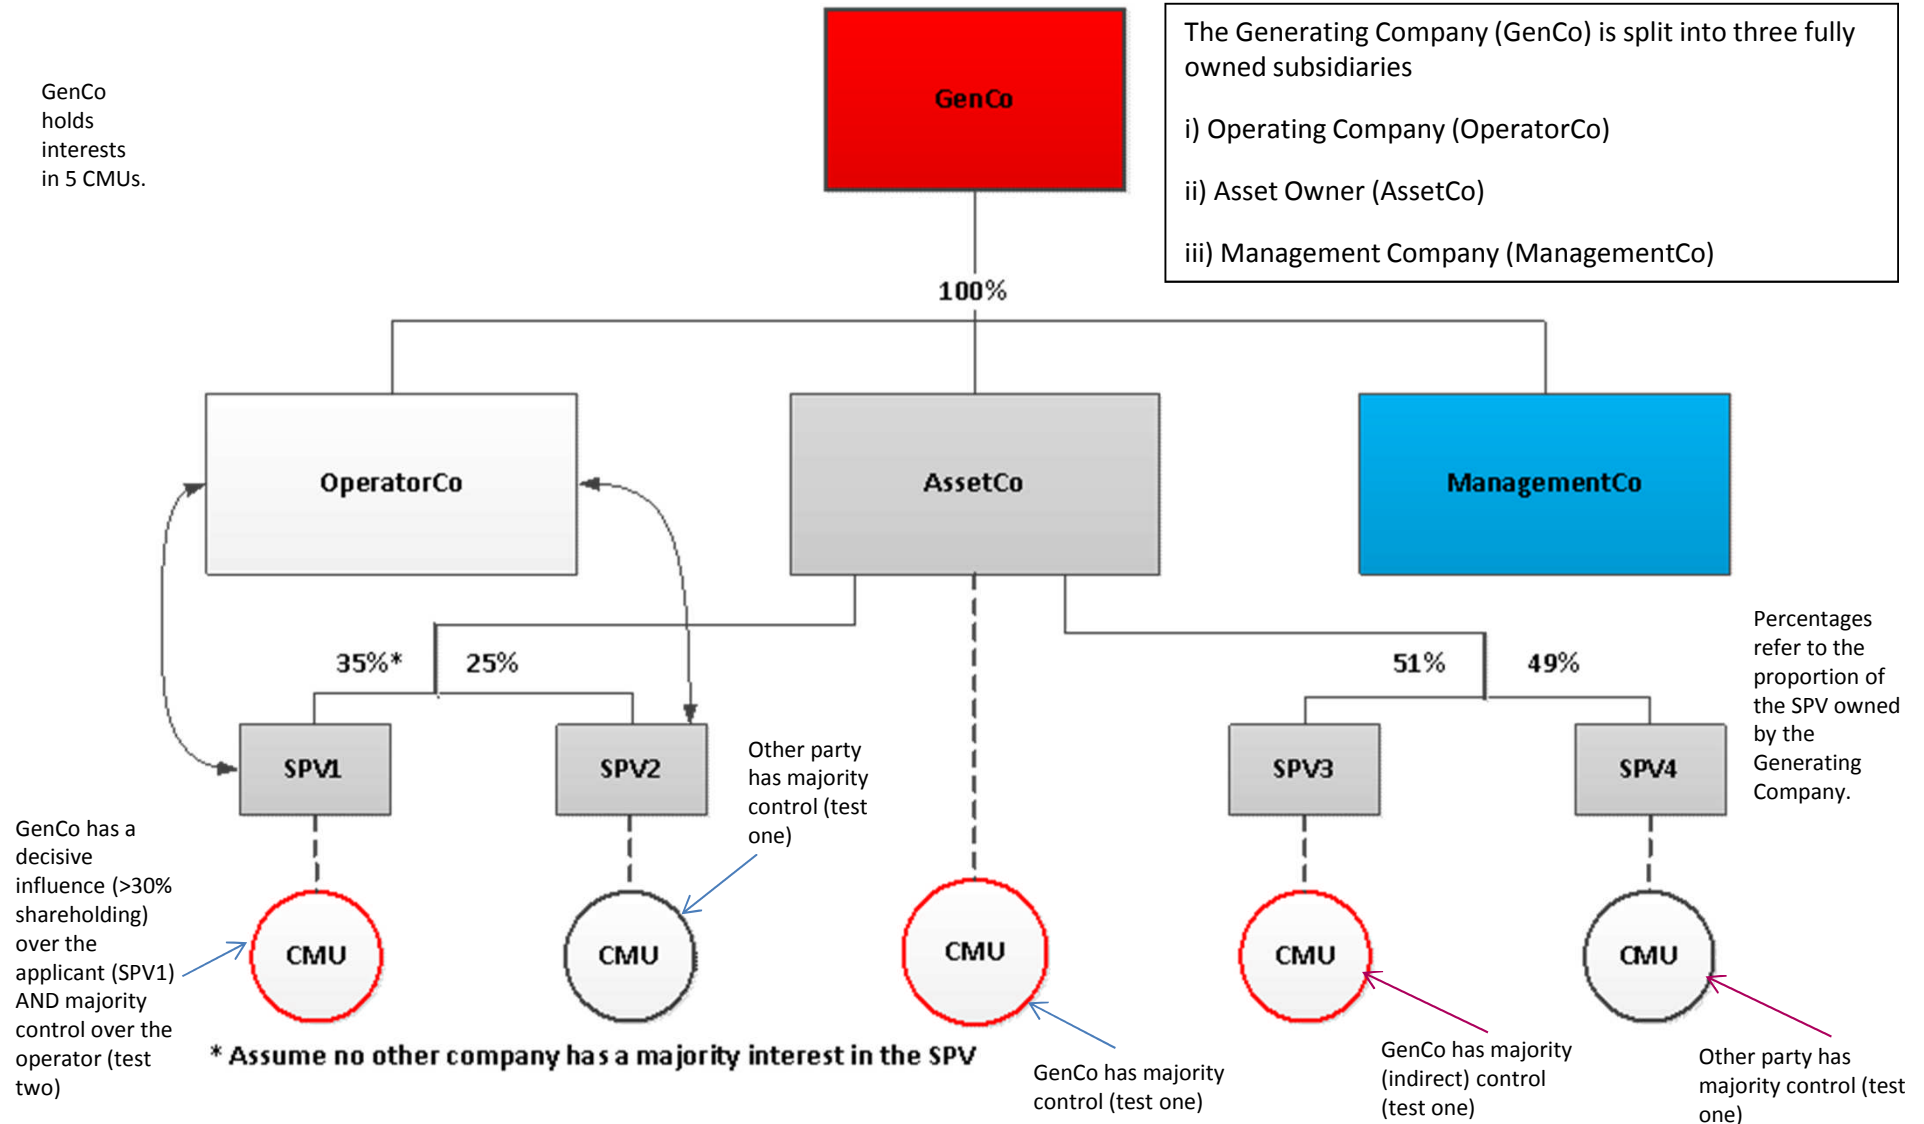 GenCo
holds
interests
in 5 CMUs.
GenCo
The Generating Company (GenCo) is split into three fully
owned subsidiaries
i) Operating Company (OperatorCo)
ii) Asset Owner (AssetCo)
iii) Management Company (ManagementCo)
100%
OperatorCo
AssetCo
ManagementCo
35%*
25%
51%
49%
Percentages
refer to the
proportion of
the SPV owned
by the
Generating
Company.
SPV1
SPV2
Other party
has majority
control (test
one)
SPV3
SPV4
GenCo has a
decisive
influence (>30%
shareholding)
over the
applicant (SPV1)
AND majority
control over the
operator (test
two)
CMU
CMU
CMU
CMU
CMU
* Assume no other company has a majority interest in the SPV
GenCo has majority
control (test one)
GenCo has majority
(indirect) control
(test one)
Other party has
majority control (test
one)